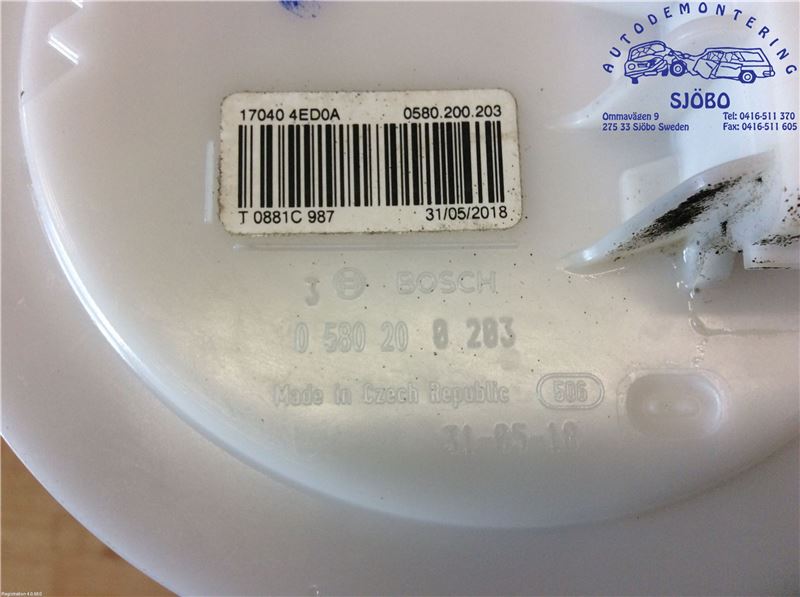 AUTODEMONTERING
SJÖBO
Ommavägen 9
275 33 Sjöbo Sweden
Tel: 0416-511 370
Fax: 0416-511 605
17040 4ED0A 0580.200.203
T 0881C 987 31/05/2018
3 BOSCH
0 580 20 0 203
Made in Czech Republic 506
31-05-18